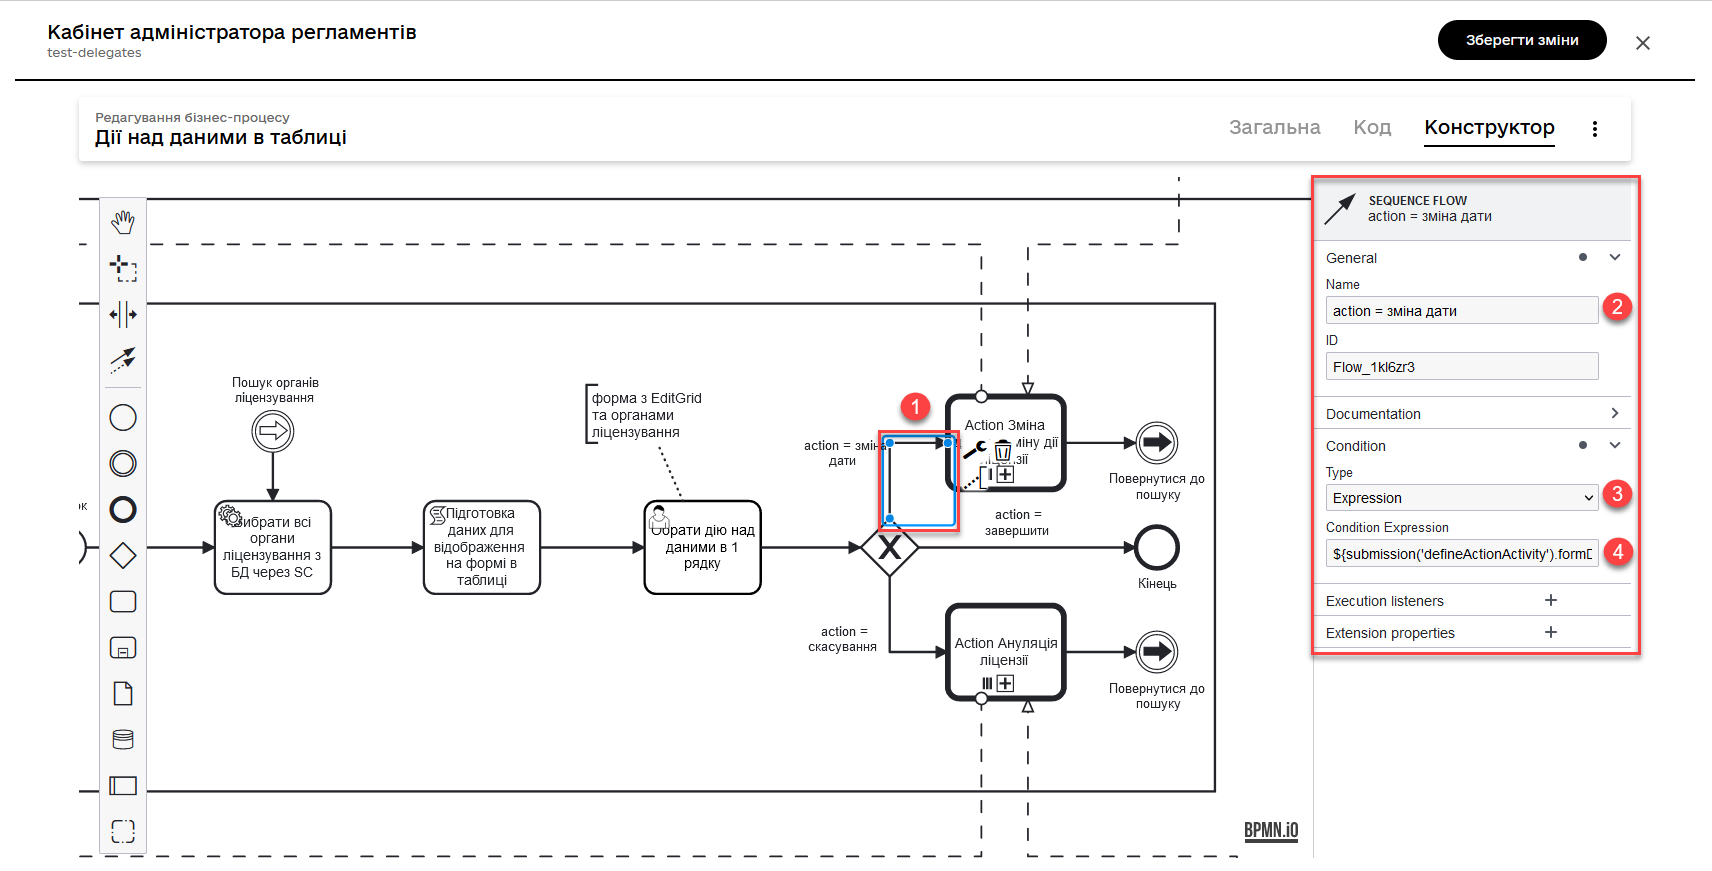 Кабінет адміністратора регламентів
test-delegates
Зберегти зміни
Редагування бізнес-процесу
Дії над даними в таблиці
Загальна
Код
Конструктор
SEQUENCE FLOW
action = зміна дати
General
Name
action = зміна дати
2
ID
Flow_1kl6zr3
Documentation
Condition
Type
Expression
3
Condition Expression
${submission('defineActionActivity').formD
4
Execution listeners
Extension properties
Пошук органів
ліцензування
форма з EditGrid
та органами
ліцензування
1
action = зміна
дати
Action Зміна
міну дії
Повернутися до
пошуку
action =
завершити
Вибрати всі
органи
ліцензування з
БД через SC
Підготовка
даних для
відображення
на формі в
таблиці
Обрати дію над
даними в 1
рядку
X
Кінець
action =
скасування
Action Ануляція
ліцензії
Повернутися до
пошуку
BPMN.iO